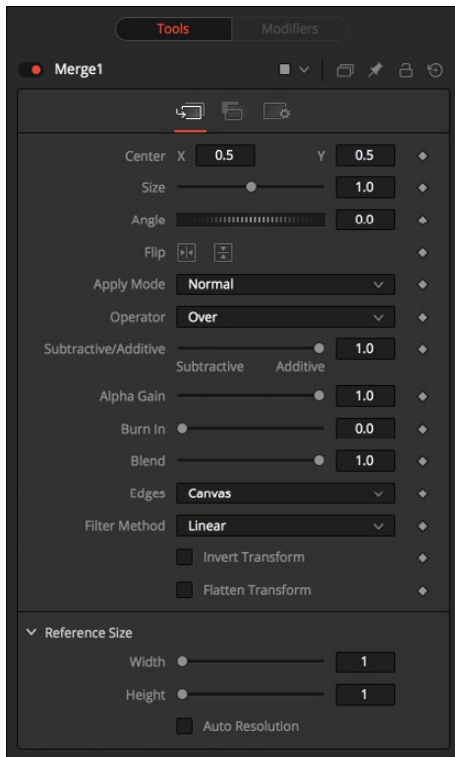 Tools Modifiers
Merge1
Center X 0.5 Y 0.5
Size 1.0
Angle 0.0
Flip
Apply Mode Normal
Operator Over
Subtractive/Additive 1.0
Subtractive Additive
Alpha Gain 1.0
Burn In 0.0
Blend 1.0
Edges Canvas
Filter Method Linear
Invert Transform
Flatten Transform
Reference Size
Width 1
Height 1
Auto Resolution